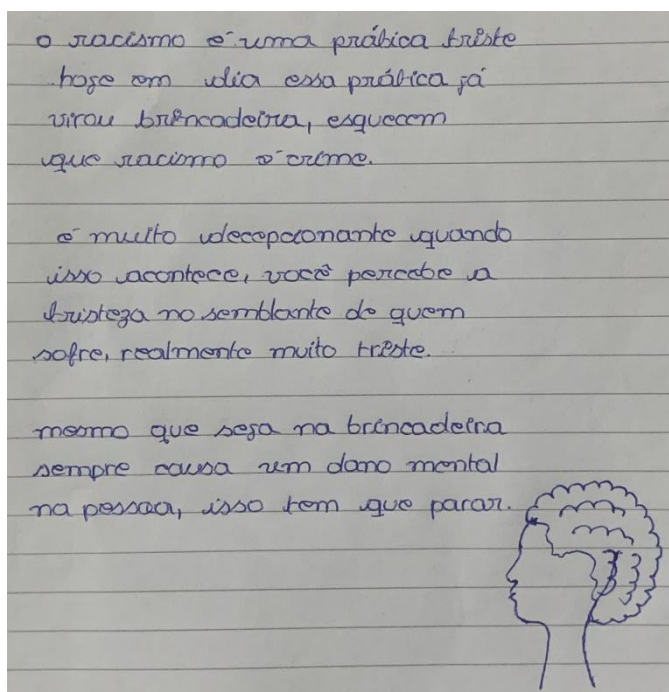 o racismo é uma prática triste
hoje em dia essa prática já
virou brincadeira, esquecem
que racismo é crime.
é muito decepcionante quando
isso acontece, você percebe a
tristeza no semblante de quem
sofre, realmente muito triste.
mesmo que seja na brincadeira
sempre causa um dano mental
na pessoa, isso tem que parar.